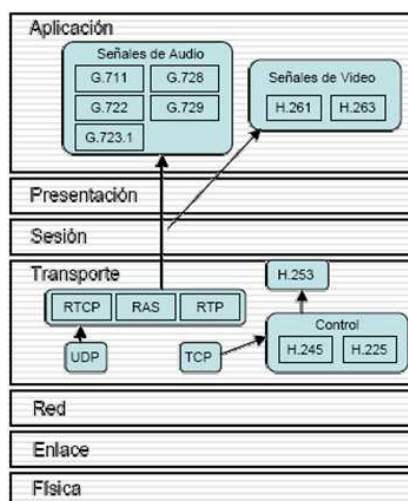 Aplicación
Señales de Audio
G.711 G.728
G.722 G.729
G.723.1
Señales de Video
H.261 H.263
Presentación
Sesión
Transporte
H.253
RTCP RAS RTP
UDP
TCP
Control
H.245 H.225
Red
Enlace
Física